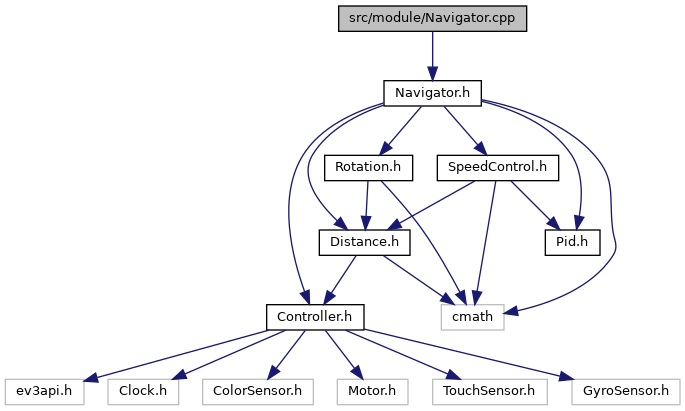 src/module/Navigator.cpp
Navigator.h
Rotation.h
SpeedControl.h
Distance.h
Pid.h
Controller.h
cmath
ev3api.h
Clock.h
ColorSensor.h
Motor.h
TouchSensor.h
GyroSensor.h